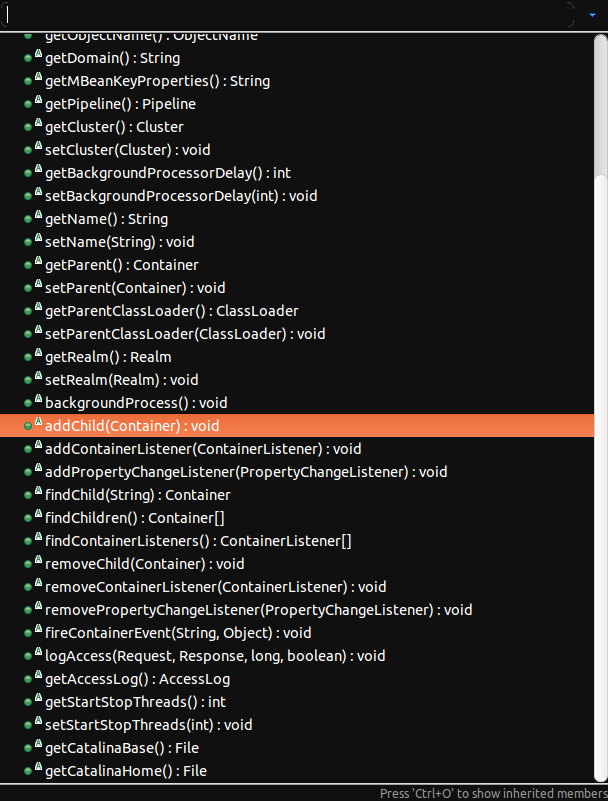 getObjectName() : ObjectName
getDomain() : String
getMBeanKeyProperties() : String
getPipeline() : Pipeline
getCluster() : Cluster
setCluster(Cluster) : void
getBackgroundProcessorDelay() : int
setBackgroundProcessorDelay(int) : void
getName() : String
setName(String) : void
getParent() : Container
setParent(Container) : void
getParentClassLoader() : ClassLoader
setParentClassLoader(ClassLoader) : void
getRealm() : Realm
setRealm(Realm) : void
backgroundProcess() : void
addChild(Container) : void
addContainerListener(ContainerListener) : void
addPropertyChangeListener(PropertyChangeListener) : void
findChild(String) : Container
findChildren() : Container[]
findContainerListeners() : ContainerListener[]
removeChild(Container) : void
removeContainerListener(ContainerListener) : void
removePropertyChangeListener(PropertyChangeListener) : void
fireContainerEvent(String, Object) : void
logAccess(Request, Response, long, boolean) : void
getAccessLog() : AccessLog
getStartStopThreads() : int
setStartStopThreads(int) : void
getCatalinaBase() : File
getCatalinaHome() : File
Press 'Ctrl+O' to show inherited members